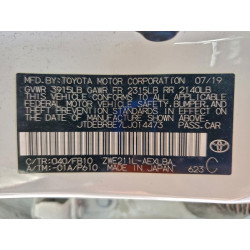 MFD.BY: TOYOTA MOTOR CORPORATION 07/19
GVWR 3915LB GAWR FR 2315LB RR 2140LB
THIS VEHICLE CONFORMS TO ALL APPLICABLE
FEDERAL MOTOR VEHICLE SAFETY, BUMPER, AND
THEFT PREVENTION STANDARDS IN EFFECT ON
THE DATE OF MANUFACTURE SHOWN ABOVE.
PASS. CAR
C/TR:040/FB10 ZWE211L-AEXLBA
A/TM:-01A/P612 MADE IN JAPAN 623 C
TOYOTA